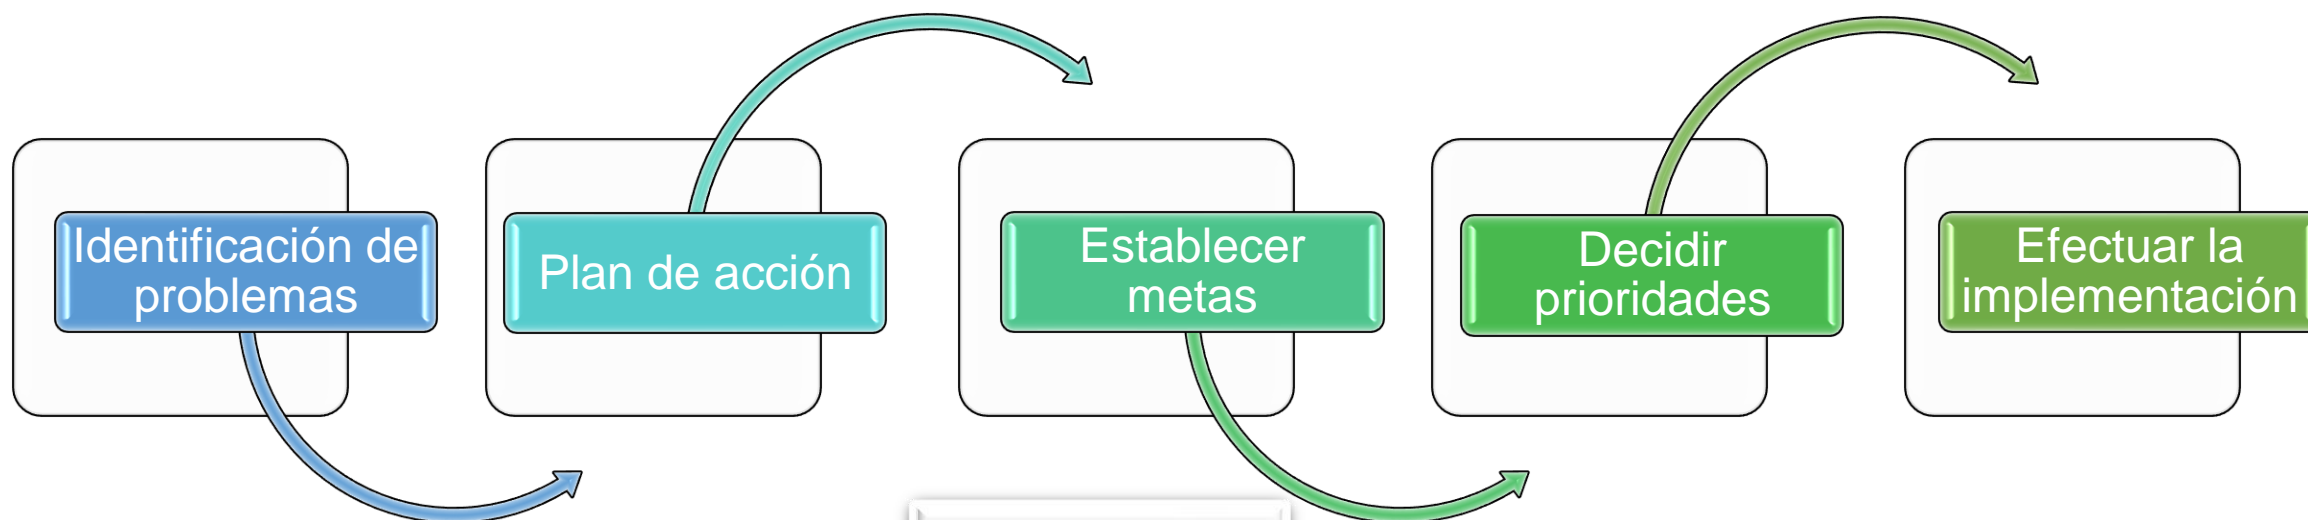 Identificación de
problemas
Plan de acción
Establecer
metas
Decidir
prioridades
Efectuar la
implementación